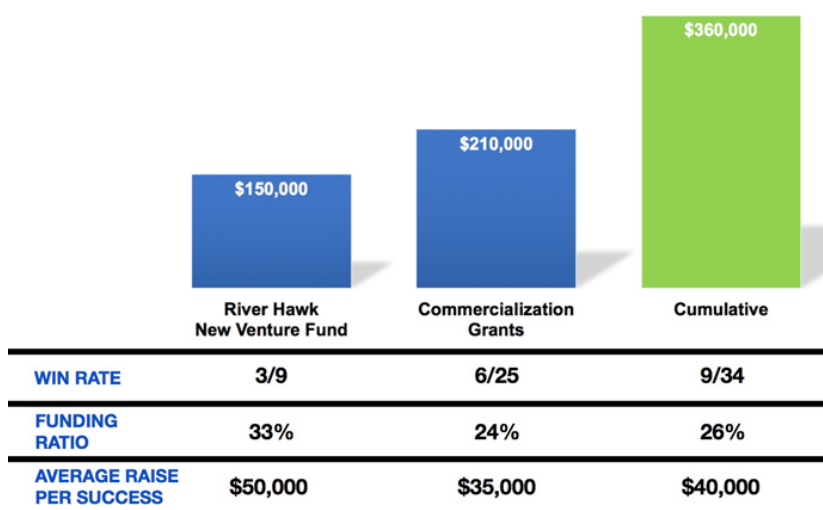 $360,000
$210,000
$150,000
River Hawk
New Venture Fund
Commercialization
Grants
Cumulative
WIN RATE 3/9 6/25 9/34
FUNDING
RATIO 33% 24% 26%
AVERAGE RAISE
PER SUCCESS $50,000 $35,000 $40,000